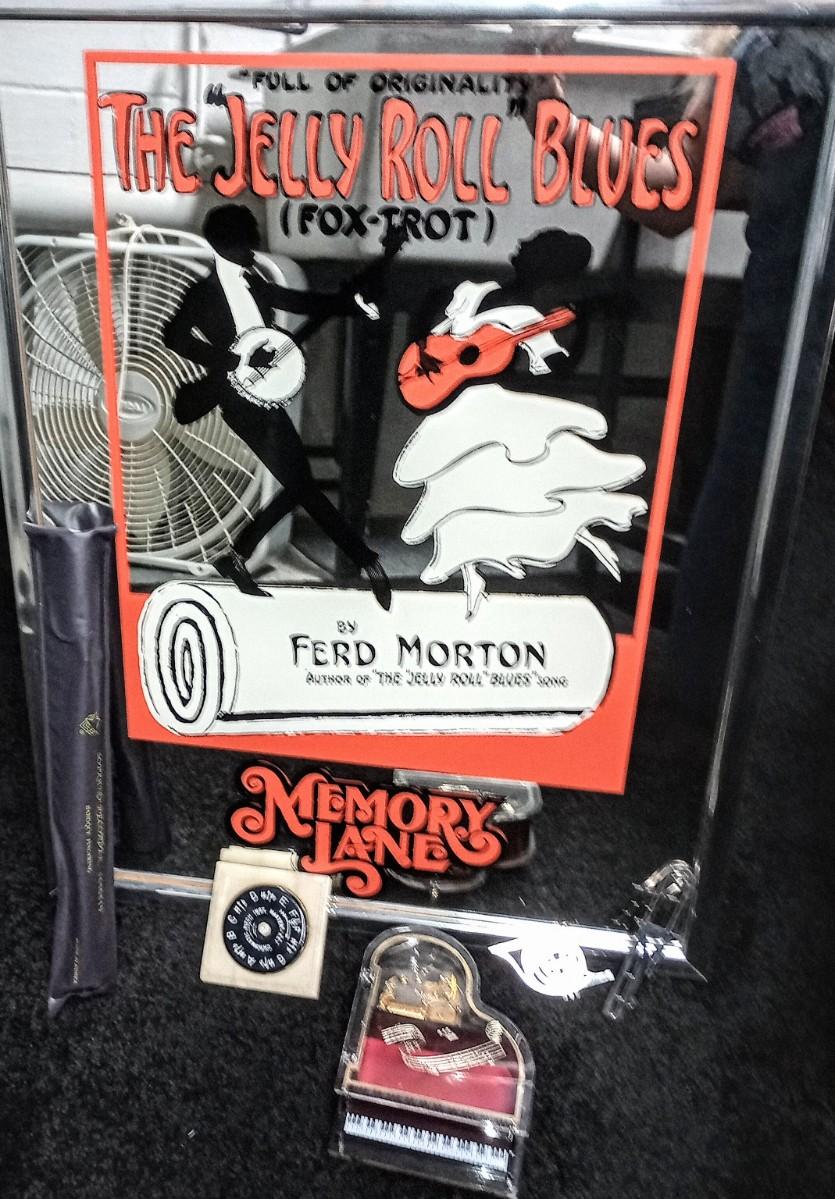 "FULL OF ORIGINALITY"
THE "JELLY ROLL" BLUES
(FOX-TROT)
BY
FERD MORTON
AUTHOR OF "THE "JELLY ROLL" BLUES" SONG
MEMORY
LANE